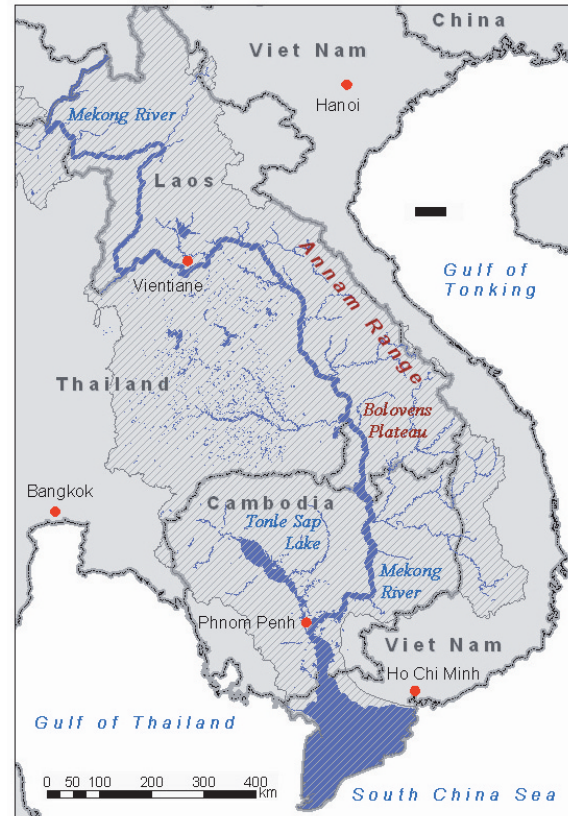 China
Viet Nam
Hanoi
Mekong River
Laos
Annam Range
Gulf of
Tonking
Vientiane
Thailand
Bolovens
Plateau
Bangkok
Cambodia
Tonle Sap
Lake
Mekong
River
Phnom Penh
Viet Nam
Ho Chi Minh
Gulf of Thailand
0 50 100 200 300 400
km
South China Sea